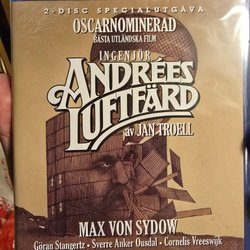 2-DISC SPECIALUTGÅVA
OSCARNOMINERAD
BÄSTA UTLÄNDSKA FILM
INGENJÖR
ANDRÉES
LUFTFÄRD
av JAN TROELL
MAX VON SYDOW
Göran Stangertz • Sverre Anker Ousdal • Cornelis Vreeswijk